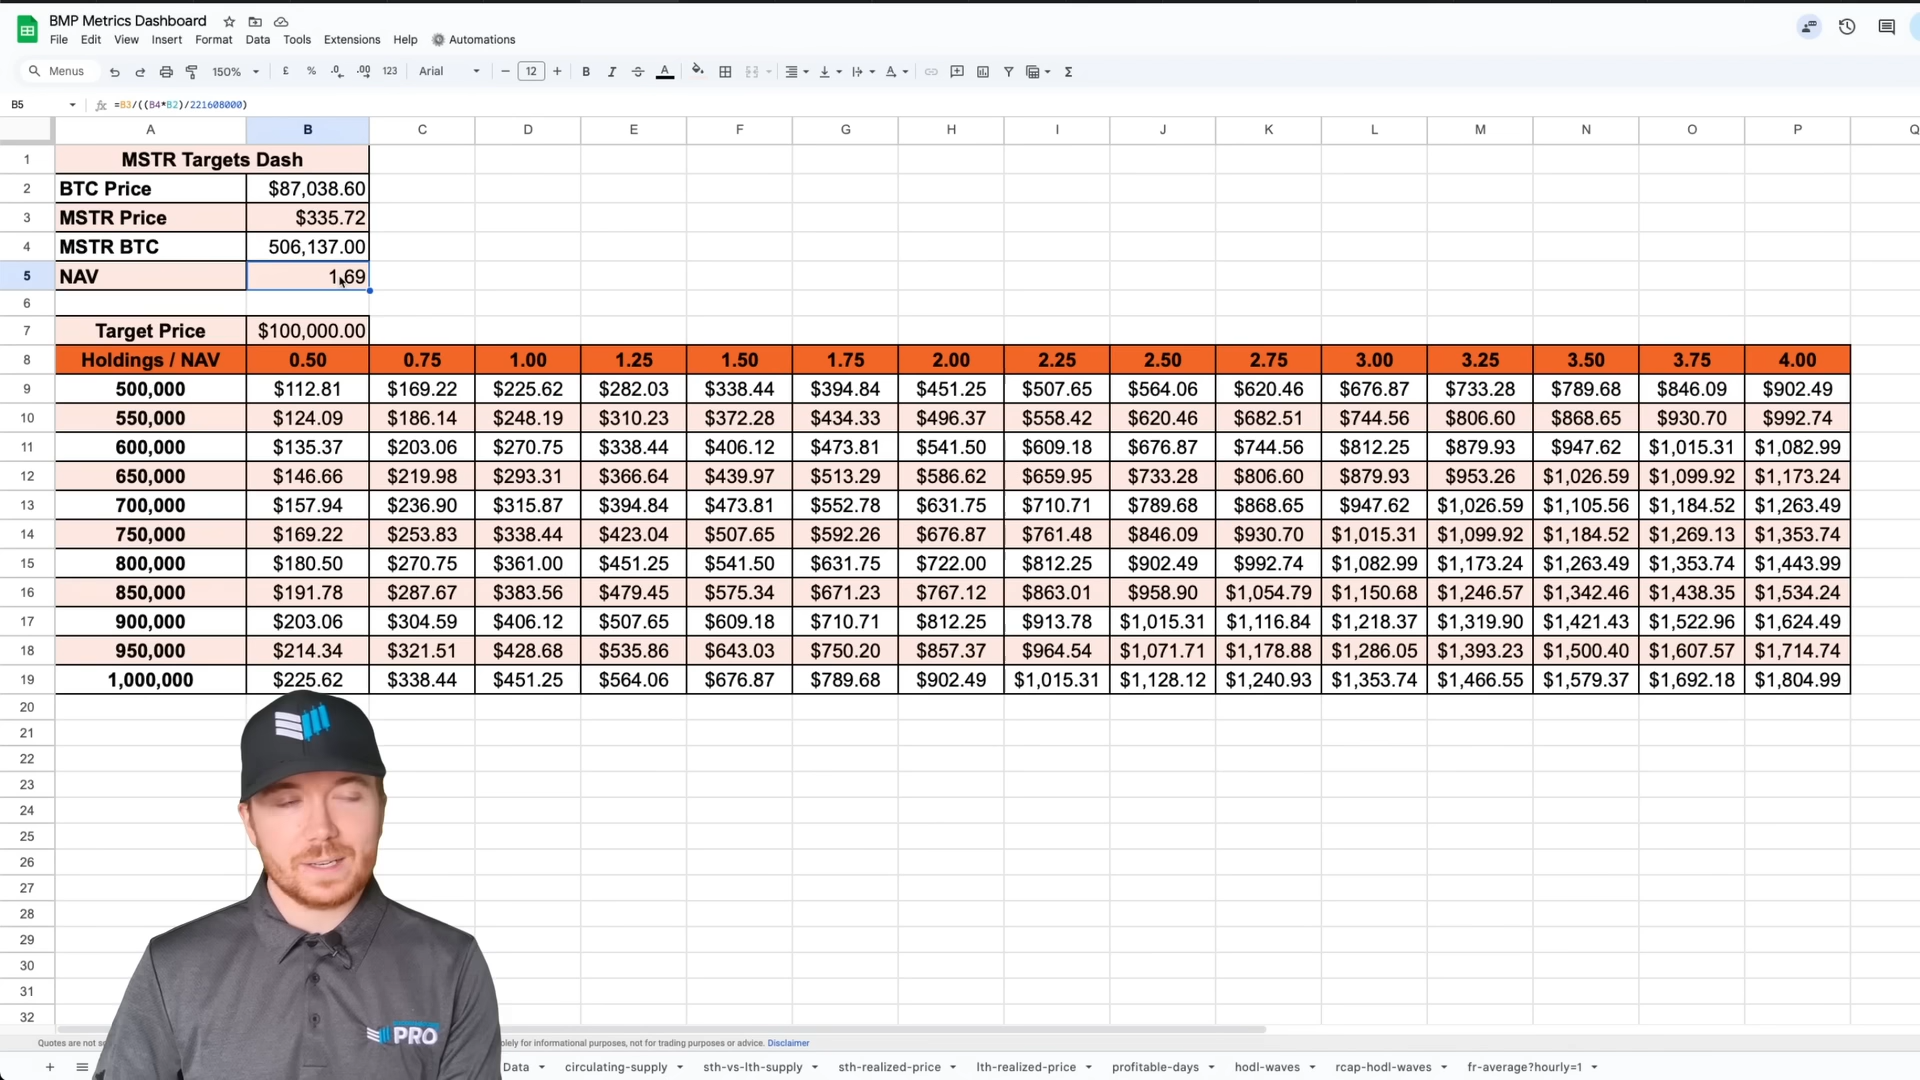 BMP Metrics Dashboard
File Edit View Insert Format Data Tools Extensions Help Automations
Menus 150% £ % .0 .00 123 Arial 12 B I S A Σ
B5 fx =B3/((B4*B2)/221608000)
A B C D E F G H I J K L M N O P Q
1 MSTR Targets Dash
2 BTC Price $87,038.60
3 MSTR Price $335.72
4 MSTR BTC 506,137.00
5 NAV 1.69
6
7 Target Price $100,000.00
8 Holdings / NAV 0.50 0.75 1.00 1.25 1.50 1.75 2.00 2.25 2.50 2.75 3.00 3.25 3.50 3.75 4.00
9 500,000 $112.81 $169.22 $225.62 $282.03 $338.44 $394.84 $451.25 $507.65 $564.06 $620.46 $676.87 $733.28 $789.68 $846.09 $902.49
10 550,000 $124.09 $186.14 $248.19 $310.23 $372.28 $434.33 $496.37 $558.42 $620.46 $682.51 $744.56 $806.60 $868.65 $930.70 $992.74
11 600,000 $135.37 $203.06 $270.75 $338.44 $406.12 $473.81 $541.50 $609.18 $676.87 $744.56 $812.25 $879.93 $947.62 $1,015.31 $1,082.99
12 650,000 $146.66 $219.98 $293.31 $366.64 $439.97 $513.29 $586.62 $659.95 $733.28 $806.60 $879.93 $953.26 $1,026.59 $1,099.92 $1,173.24
13 700,000 $157.94 $236.90 $315.87 $394.84 $473.81 $552.78 $631.75 $710.71 $789.68 $868.65 $947.62 $1,026.59 $1,105.56 $1,184.52 $1,263.49
14 750,000 $169.22 $253.83 $338.44 $423.04 $507.65 $592.26 $676.87 $761.48 $846.09 $930.70 $1,015.31 $1,099.92 $1,184.52 $1,269.13 $1,353.74
15 800,000 $180.50 $270.75 $361.00 $451.25 $541.50 $631.75 $722.00 $812.25 $902.49 $992.74 $1,082.99 $1,173.24 $1,263.49 $1,353.74 $1,443.99
16 850,000 $191.78 $287.67 $383.56 $479.45 $575.34 $671.23 $767.12 $863.01 $958.90 $1,054.79 $1,150.68 $1,246.57 $1,342.46 $1,438.35 $1,534.24
17 900,000 $203.06 $304.59 $406.12 $507.65 $609.18 $710.71 $812.25 $913.78 $1,015.31 $1,116.84 $1,218.37 $1,319.90 $1,421.43 $1,522.96 $1,624.49
18 950,000 $214.34 $321.51 $428.68 $535.86 $643.03 $750.20 $857.37 $964.54 $1,071.71 $1,178.88 $1,286.05 $1,393.23 $1,500.40 $1,607.57 $1,714.74
19 1,000,000 $225.62 $338.44 $451.25 $564.06 $676.87 $789.68 $902.49 $1,015.31 $1,128.12 $1,240.93 $1,353.74 $1,466.55 $1,579.37 $1,692.18 $1,804.99
20
21
22
23
24
25
26
27
28
29
30
31
32
PRO
Quotes are not solely for informational purposes, not for trading purposes or advice. Disclaimer
Data circulating-supply sth-vs-lth-supply sth-realized-price lth-realized-price profitable-days hodl-waves rcap-hodl-waves fr-average?hourly=1